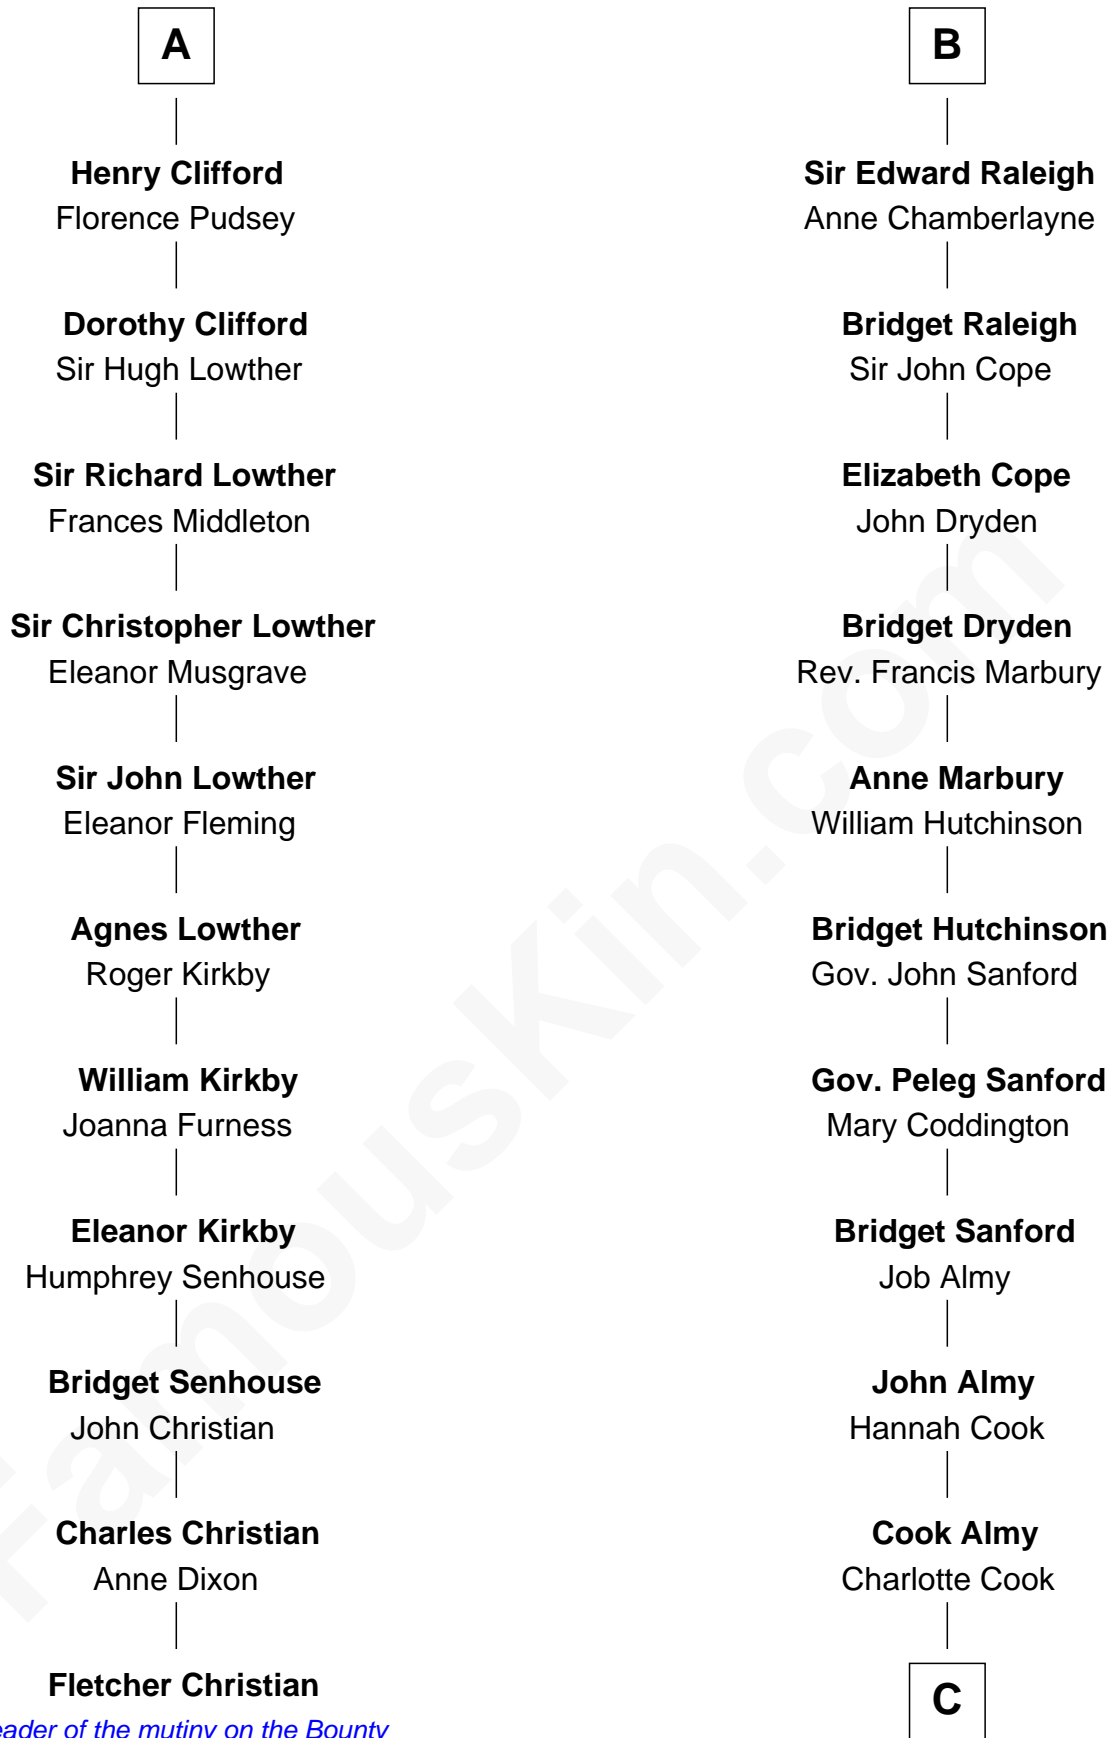 A
Henry Clifford
Florence Pudsey
Dorothy Clifford
Sir Hugh Lowther
Sir Richard Lowther
Frances Middleton
Sir Christopher Lowther
Eleanor Musgrave
Sir John Lowther
Eleanor Fleming
Agnes Lowther
Roger Kirkby
William Kirkby
Joanna Furness
Eleanor Kirkby
Humphrey Senhouse
Bridget Senhouse
John Christian
Charles Christian
Anne Dixon
Fletcher Christian
eader of the mutiny on the Bounty
B
Sir Edward Raleigh
Anne Chamberlayne
Bridget Raleigh
Sir John Cope
Elizabeth Cope
John Dryden
Bridget Dryden
Rev. Francis Marbury
Anne Marbury
William Hutchinson
Bridget Hutchinson
Gov. John Sanford
Gov. Peleg Sanford
Mary Coddington
Bridget Sanford
Job Almy
John Almy
Hannah Cook
Cook Almy
Charlotte Cook
C
FamousKin.com